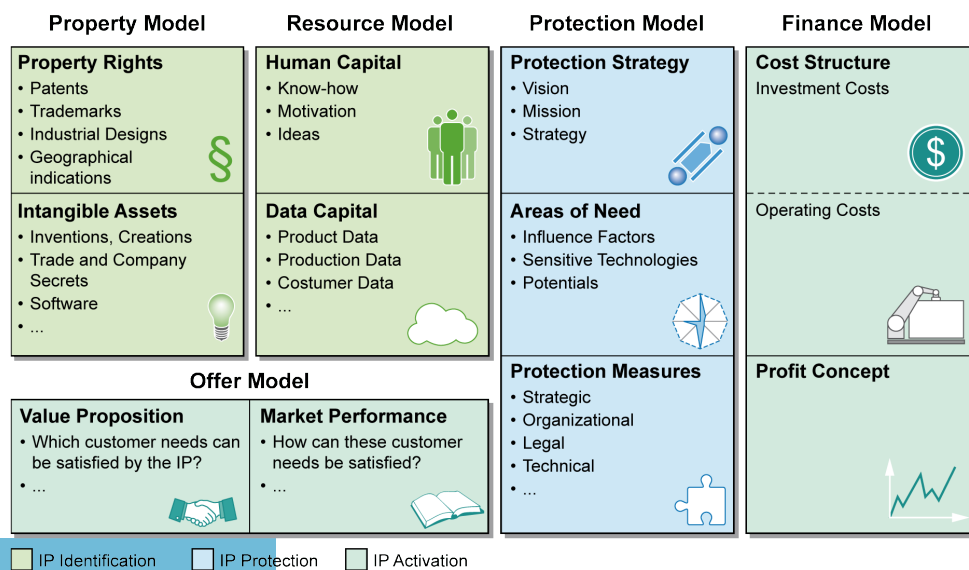 Property Model
Resource Model
Protection Model
Finance Model
Property Rights
• Patents
• Trademarks
• Industrial Designs
• Geographical
indications
§
Intangible Assets
• Inventions, Creations
• Trade and Company
Secrets
• Software
• ...
Human Capital
• Know-how
• Motivation
• Ideas
Data Capital
• Product Data
• Production Data
• Costumer Data
• ...
Protection Strategy
• Vision
• Mission
• Strategy
Areas of Need
• Influence Factors
• Sensitive Technologies
• Potentials
Protection Measures
• Strategic
• Organizational
• Legal
• Technical
• ...
Cost Structure
Investment Costs
$
Operating Costs
Profit Concept
Offer Model
Value Proposition
• Which customer needs can
be satisfied by the IP?
• ...
Market Performance
• How can these customer
needs be satisfied?
• ...
IP Identification
IP Protection
IP Activation